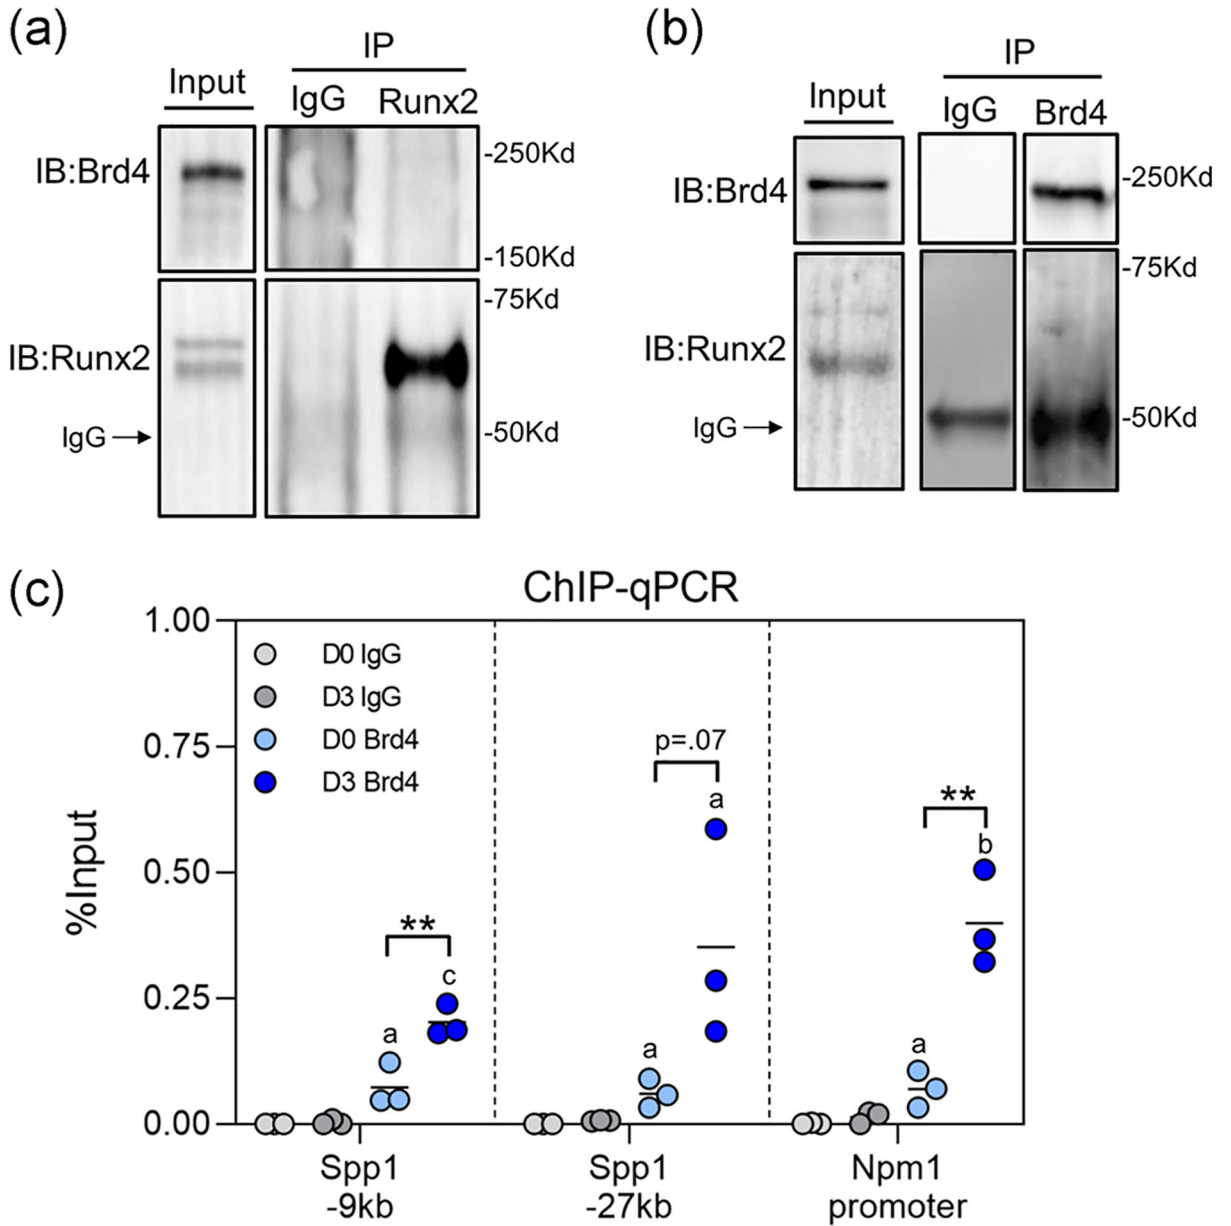 (a)
IP
Input
IgG
Runx2
IB:Brd4
-250Kd
-150Kd
-75Kd
IB:Runx2
IgG
-50Kd
(b)
IP
Input
IgG
Brd4
IB:Brd4
-250Kd
-75Kd
IB:Runx2
IgG
-50Kd
(c)
ChIP-qPCR
%Input
1.00
0.75
0.50
0.25
0.00
D0 IgG
D3 IgG
D0 Brd4
D3 Brd4
**
a
c
p=.07
a
a
**
a
b
Spp1
-9kb
Spp1
-27kb
Npm1
promoter